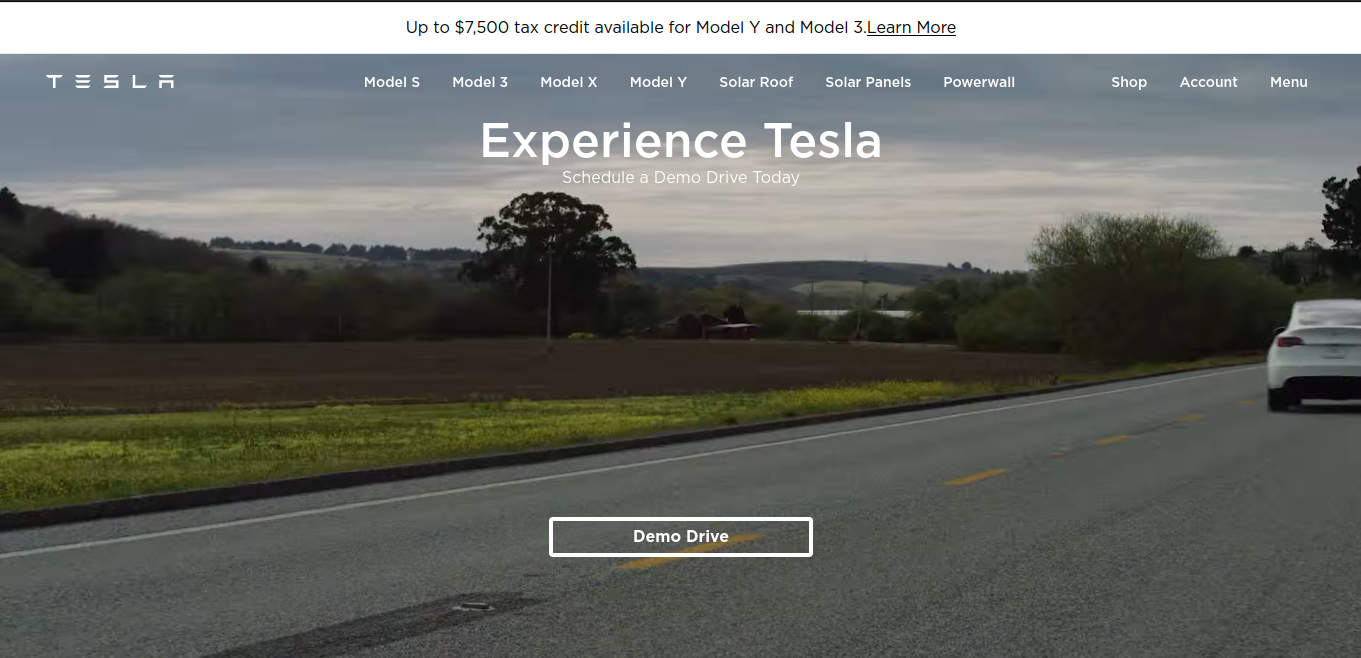 Up to $7,500 tax credit available for Model Y and Model 3.Learn More
TESLA Model S Model 3 Model X Model Y Solar Roof Solar Panels Powerwall Shop Account Menu
Experience Tesla
Schedule a Demo Drive Today
Demo Drive